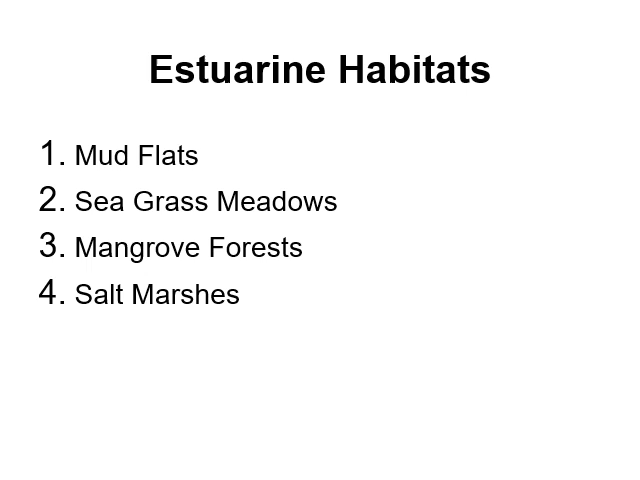 Estuarine Habitats
1. Mud Flats
2. Sea Grass Meadows
3. Mangrove Forests
4. Salt Marshes